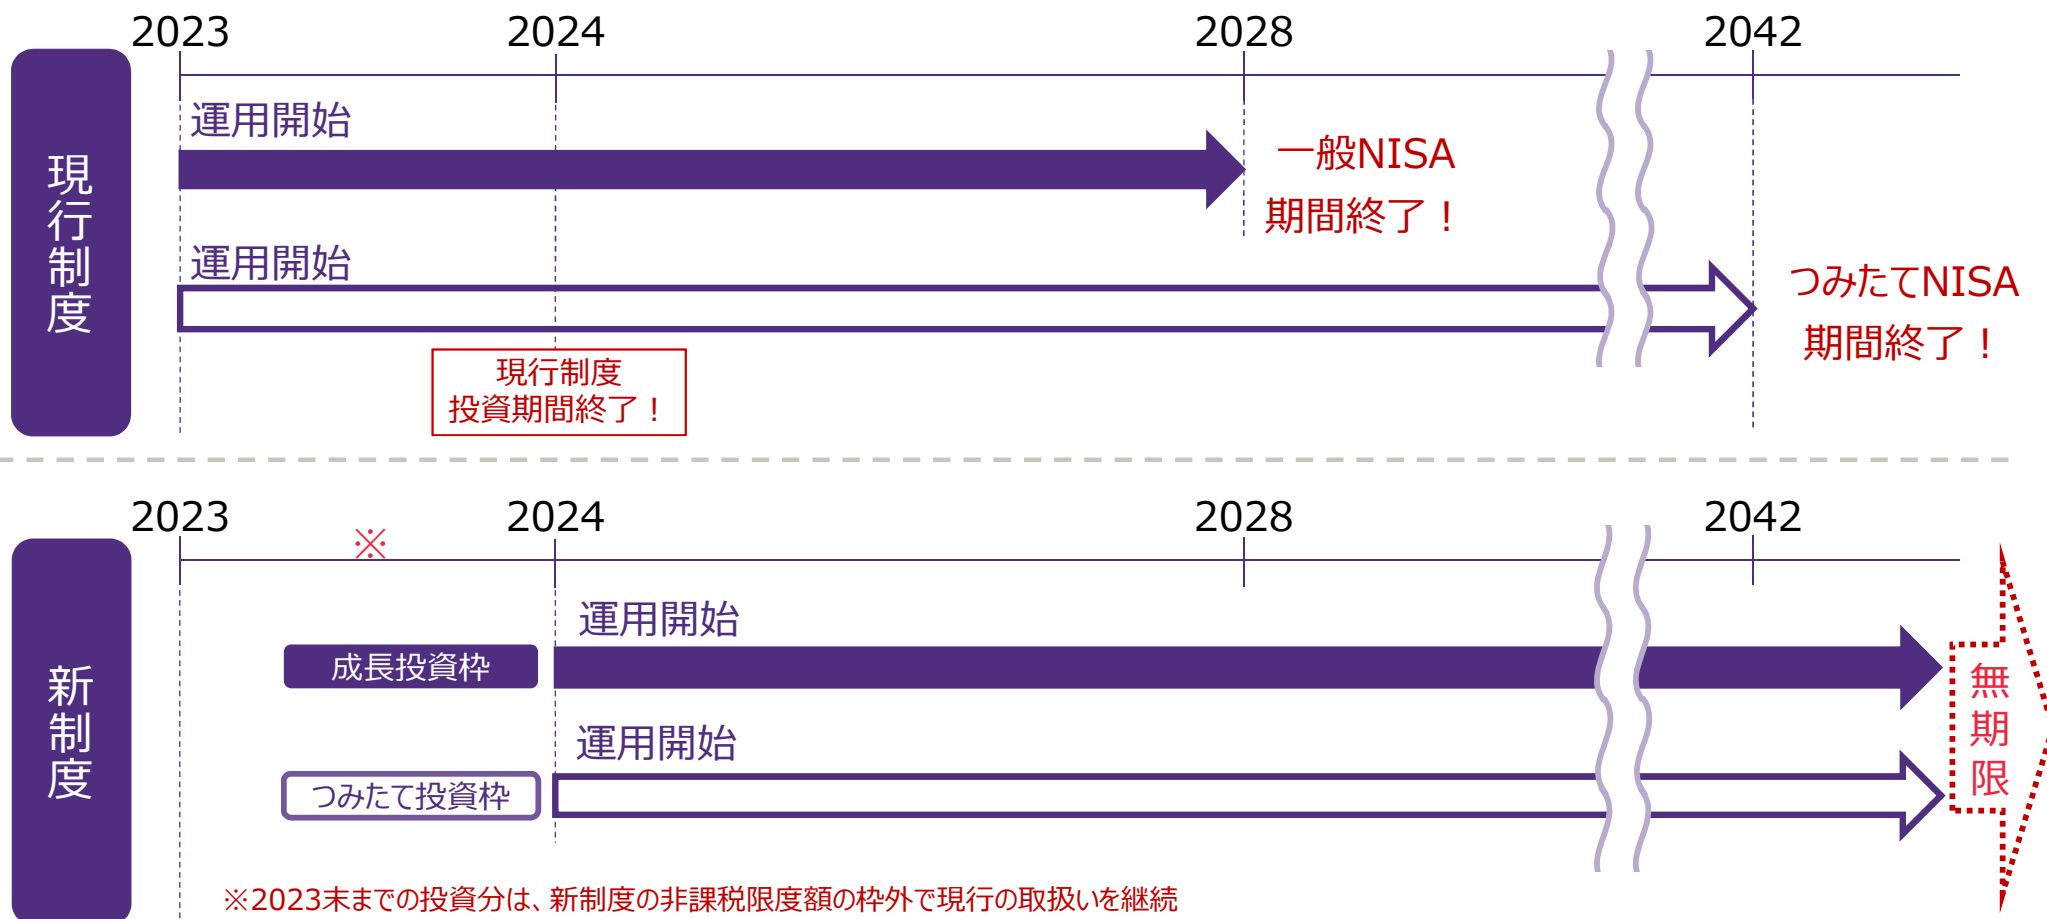 2023
2024
2028
2042
現行制度
運用開始
一般NISA
期間終了！
運用開始
つみたてNISA
期間終了！
現行制度
投資期間終了！
2023
※
2024
2028
2042
新制度
運用開始
成長投資枠
運用開始
つみたて投資枠
無期限
※2023末までの投資分は、新制度の非課税限度額の枠外で現行の取扱いを継続